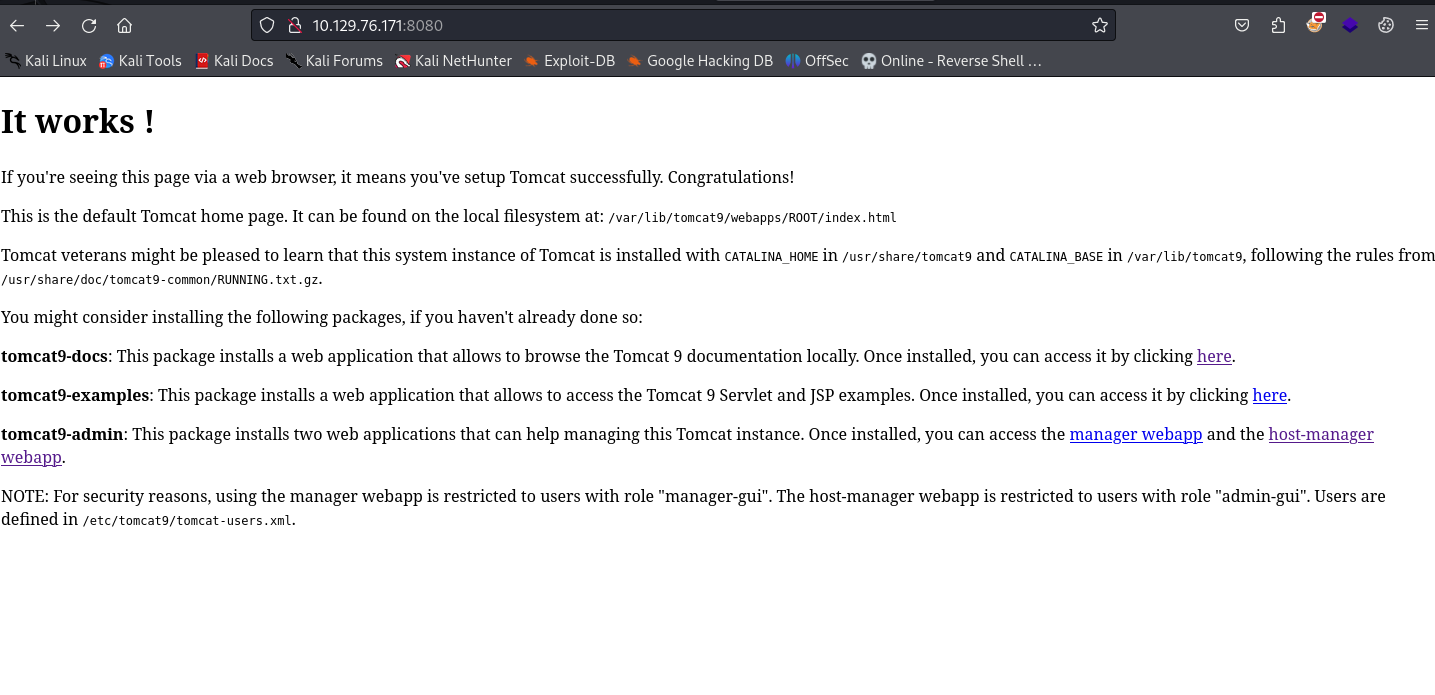 10.129.76.171:8080
Kali Linux Kali Tools Kali Docs Kali Forums Kali NetHunter Exploit-DB Google Hacking DB OffSec Online - Reverse Shell …
It works !
If you're seeing this page via a web browser, it means you've setup Tomcat successfully. Congratulations!
This is the default Tomcat home page. It can be found on the local filesystem at: /var/lib/tomcat9/webapps/ROOT/index.html
Tomcat veterans might be pleased to learn that this system instance of Tomcat is installed with CATALINA_HOME in /usr/share/tomcat9 and CATALINA_BASE in /var/lib/tomcat9, following the rules from
/usr/share/doc/tomcat9-common/RUNNING.txt.gz.
You might consider installing the following packages, if you haven't already done so:
tomcat9-docs: This package installs a web application that allows to browse the Tomcat 9 documentation locally. Once installed, you can access it by clicking here.
tomcat9-examples: This package installs a web application that allows to access the Tomcat 9 Servlet and JSP examples. Once installed, you can access it by clicking here.
tomcat9-admin: This package installs two web applications that can help managing this Tomcat instance. Once installed, you can access the manager webapp and the host-manager
webapp.
NOTE: For security reasons, using the manager webapp is restricted to users with role "manager-gui". The host-manager webapp is restricted to users with role "admin-gui". Users are
defined in /etc/tomcat9/tomcat-users.xml.